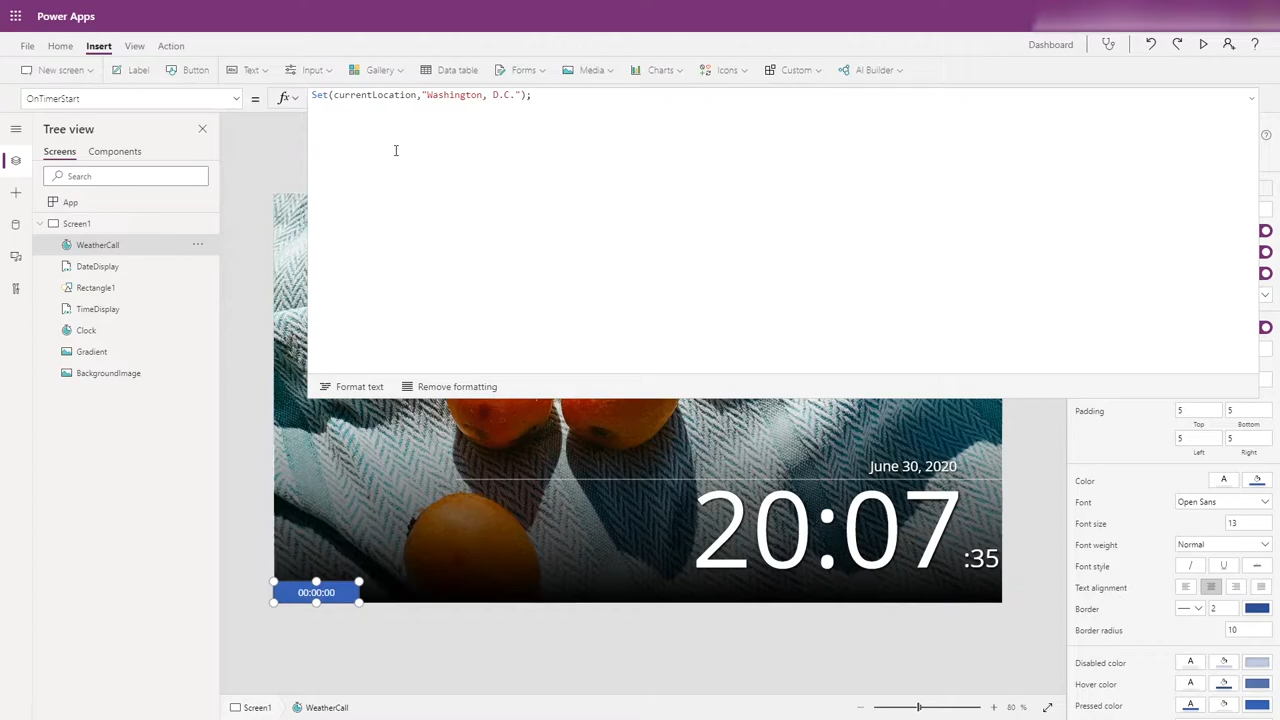 Power Apps
File Home Insert View Action Dashboard ?
New screen Label Button Text Input Gallery Data table Forms Media Charts Icons Custom AI Builder
OnTimerStart = fx Set(currentLocation,"Washington, D.C.");
Tree view
Screens Components
Search
App
Screen1
WeatherCall ...
DateDisplay
Rectangle1
TimeDisplay
Clock
Gradient
BackgroundImage
Format text Remove formatting
June 30, 2020
20:07 :35
00:00:00
Padding 5 5
Top Bottom
5 5
Left Right
Color A
Font Open Sans
Font size 13
Font weight Normal
Font style / U
Text alignment
Border 2
Border radius 10
Disabled color A
Hover color A
Pressed color A
Screen1 WeatherCall − + 80 %